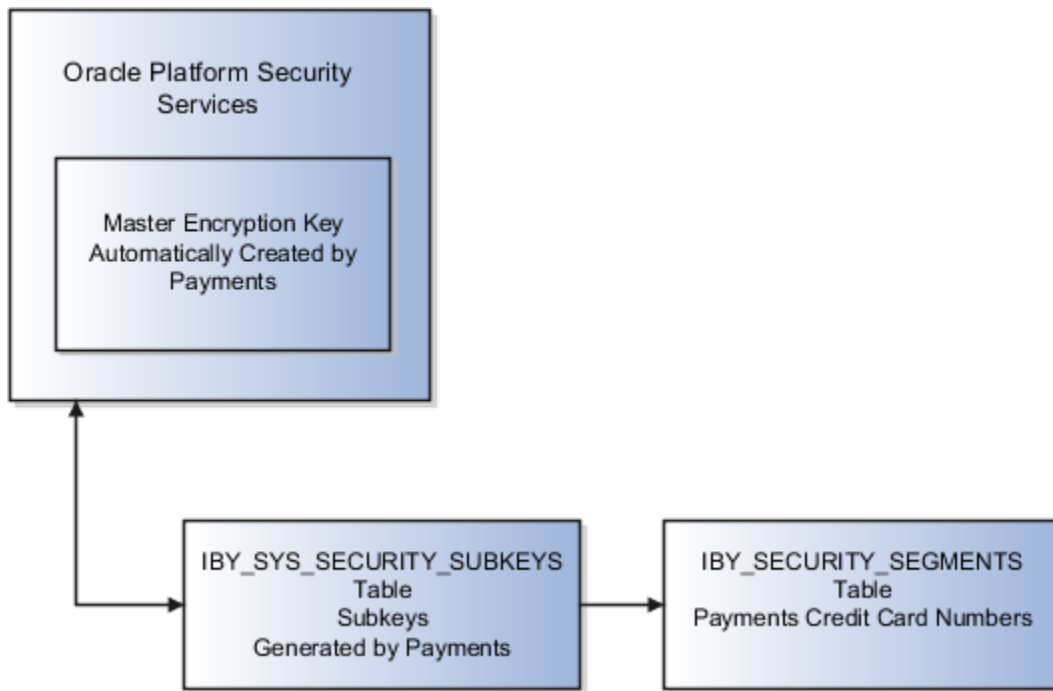 Oracle Platform Security
Services
Master Encryption Key
Automatically Created by
Payments
IBY_SYS_SECURITY_SUBKEYS
Table
Subkeys
Generated by Payments
IBY_SECURITY_SEGMENTS
Table
Payments Credit Card Numbers